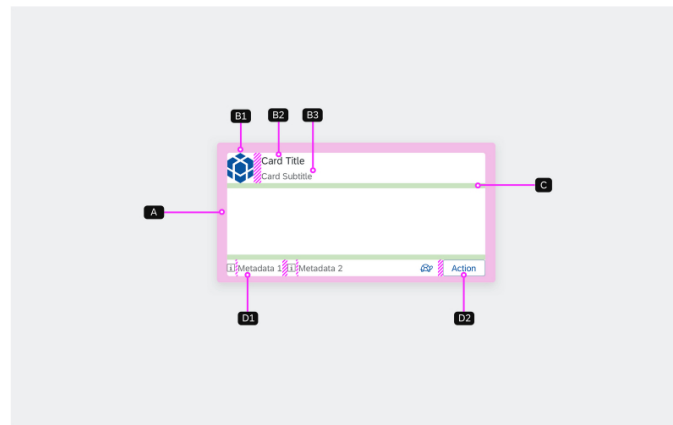 B1 B2 B3
Card Title
Card Subtitle
C
A
Metadata 1 Metadata 2 Action
D1 D2